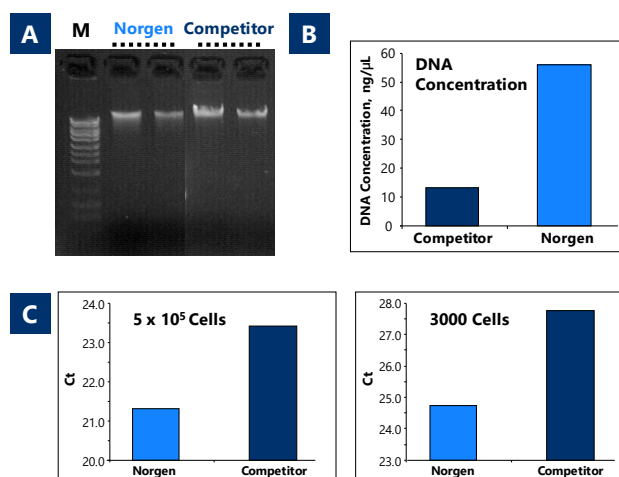 A
M Norgen Competitor
B
DNA Concentration, ng/µL
60
50
40
30
20
10
0
DNA
Concentration
Competitor Norgen
C
Ct
24.0
23.0
22.0
21.0
20.0
5 x 10⁵ Cells
Norgen Competitor
Ct
28.0
27.0
26.0
25.0
24.0
23.0
3000 Cells
Norgen Competitor